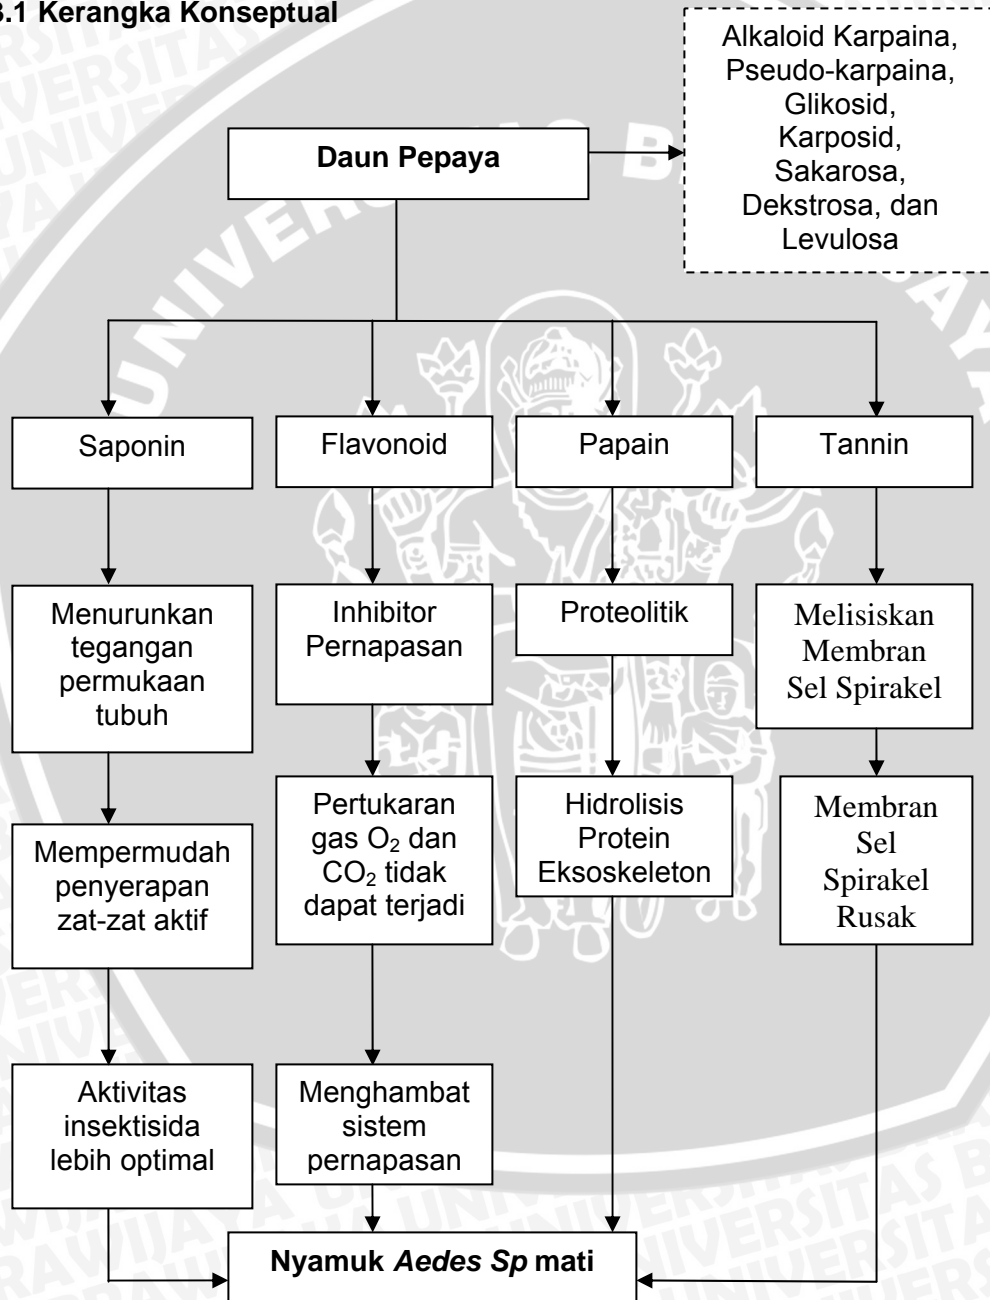 3.1 Kerangka Konseptual
Alkaloid Karpaina,
Pseudo-karpaina,
Glikosid,
Karposid,
Sakarosa,
Dekstrosa, dan
Levulosa
Daun Pepaya
Saponin
Flavonoid
Papain
Tannin
Menurunkan
tegangan
permukaan
tubuh
Inhibitor
Pernapasan
Proteolitik
Melisiskan
Membran
Sel Spirakel
Mempermudah
penyerapan
zat-zat aktif
Pertukaran
gas O₂ dan
CO₂ tidak
dapat terjadi
Hidrolisis
Protein
Eksoskeleton
Membran
Sel
Spirakel
Rusak
Aktivitas
insektisida
lebih optimal
Menghambat
sistem
pernapasan
Nyamuk Aedes Sp mati